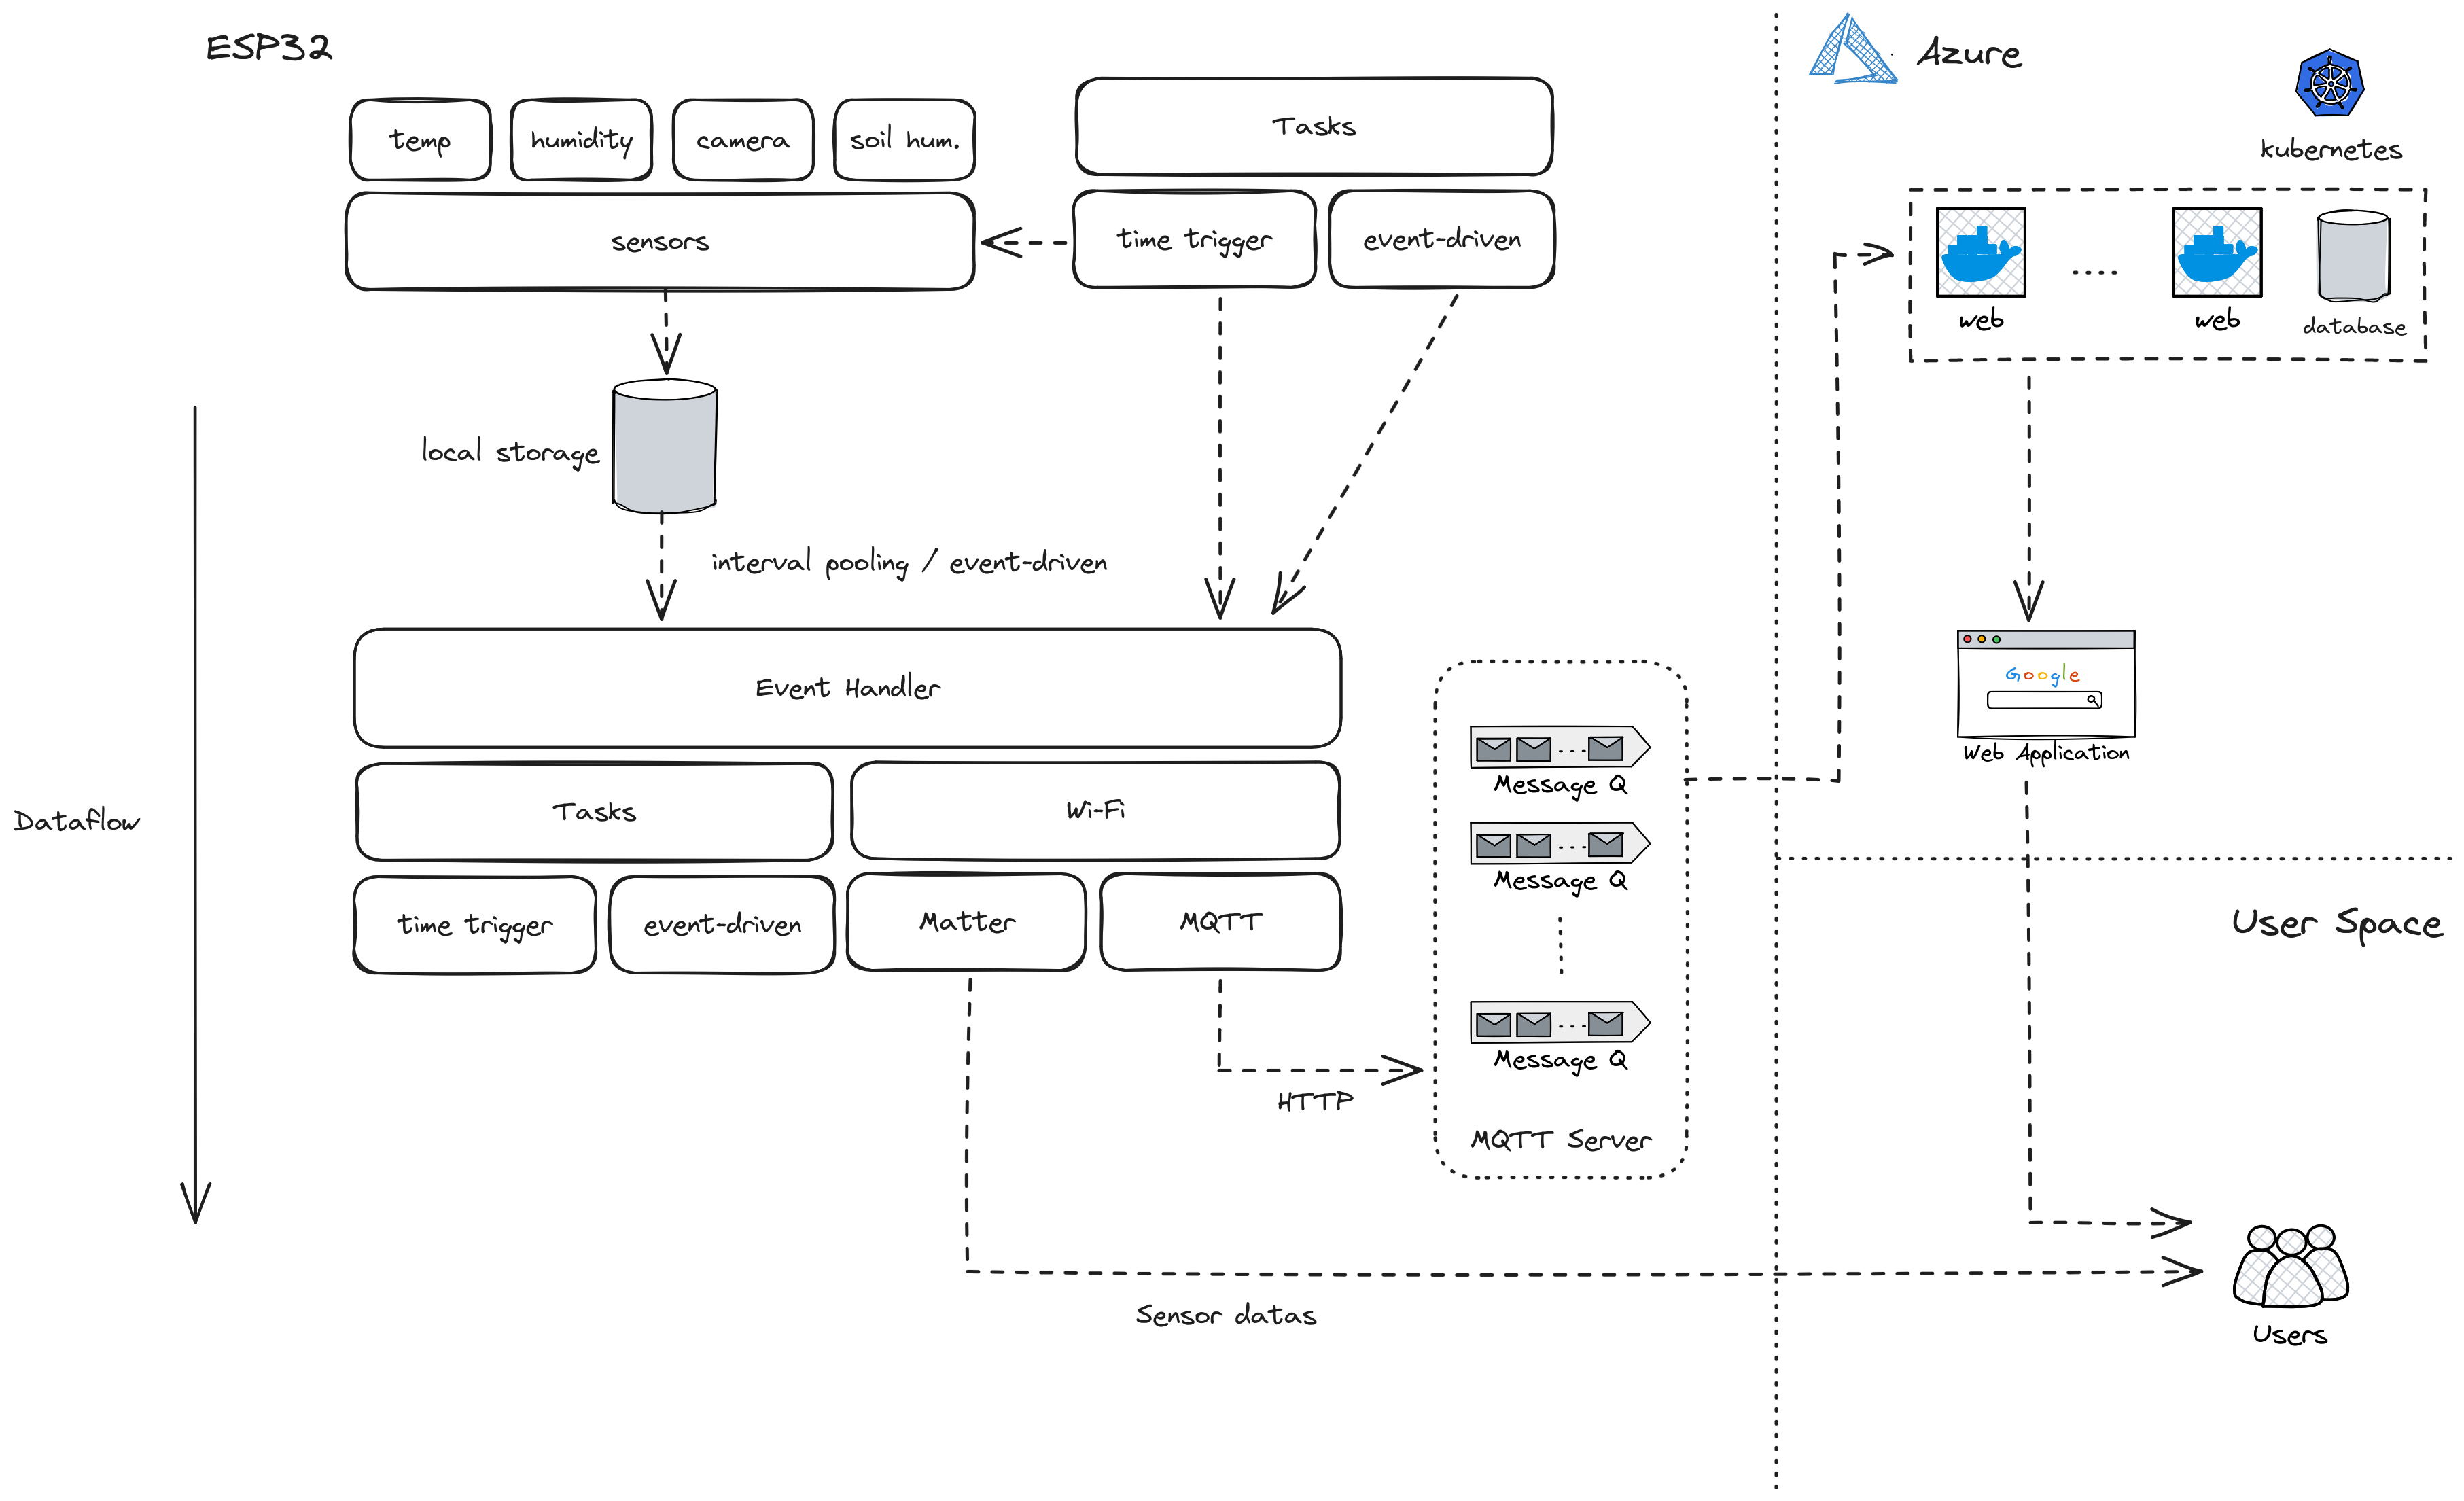 ESP32
Azure
kubernetes
temp
humidity
camera
soil hum.
Tasks
sensors
time trigger
event-driven
web
....
web
database
local storage
interval pooling / event-driven
Event Handler
Google
Web Application
Tasks
Wi-Fi
Message Q
Message Q
Message Q
MQTT Server
Dataflow
time trigger
event-driven
Matter
MQTT
User Space
HTTP
Sensor datas
Users